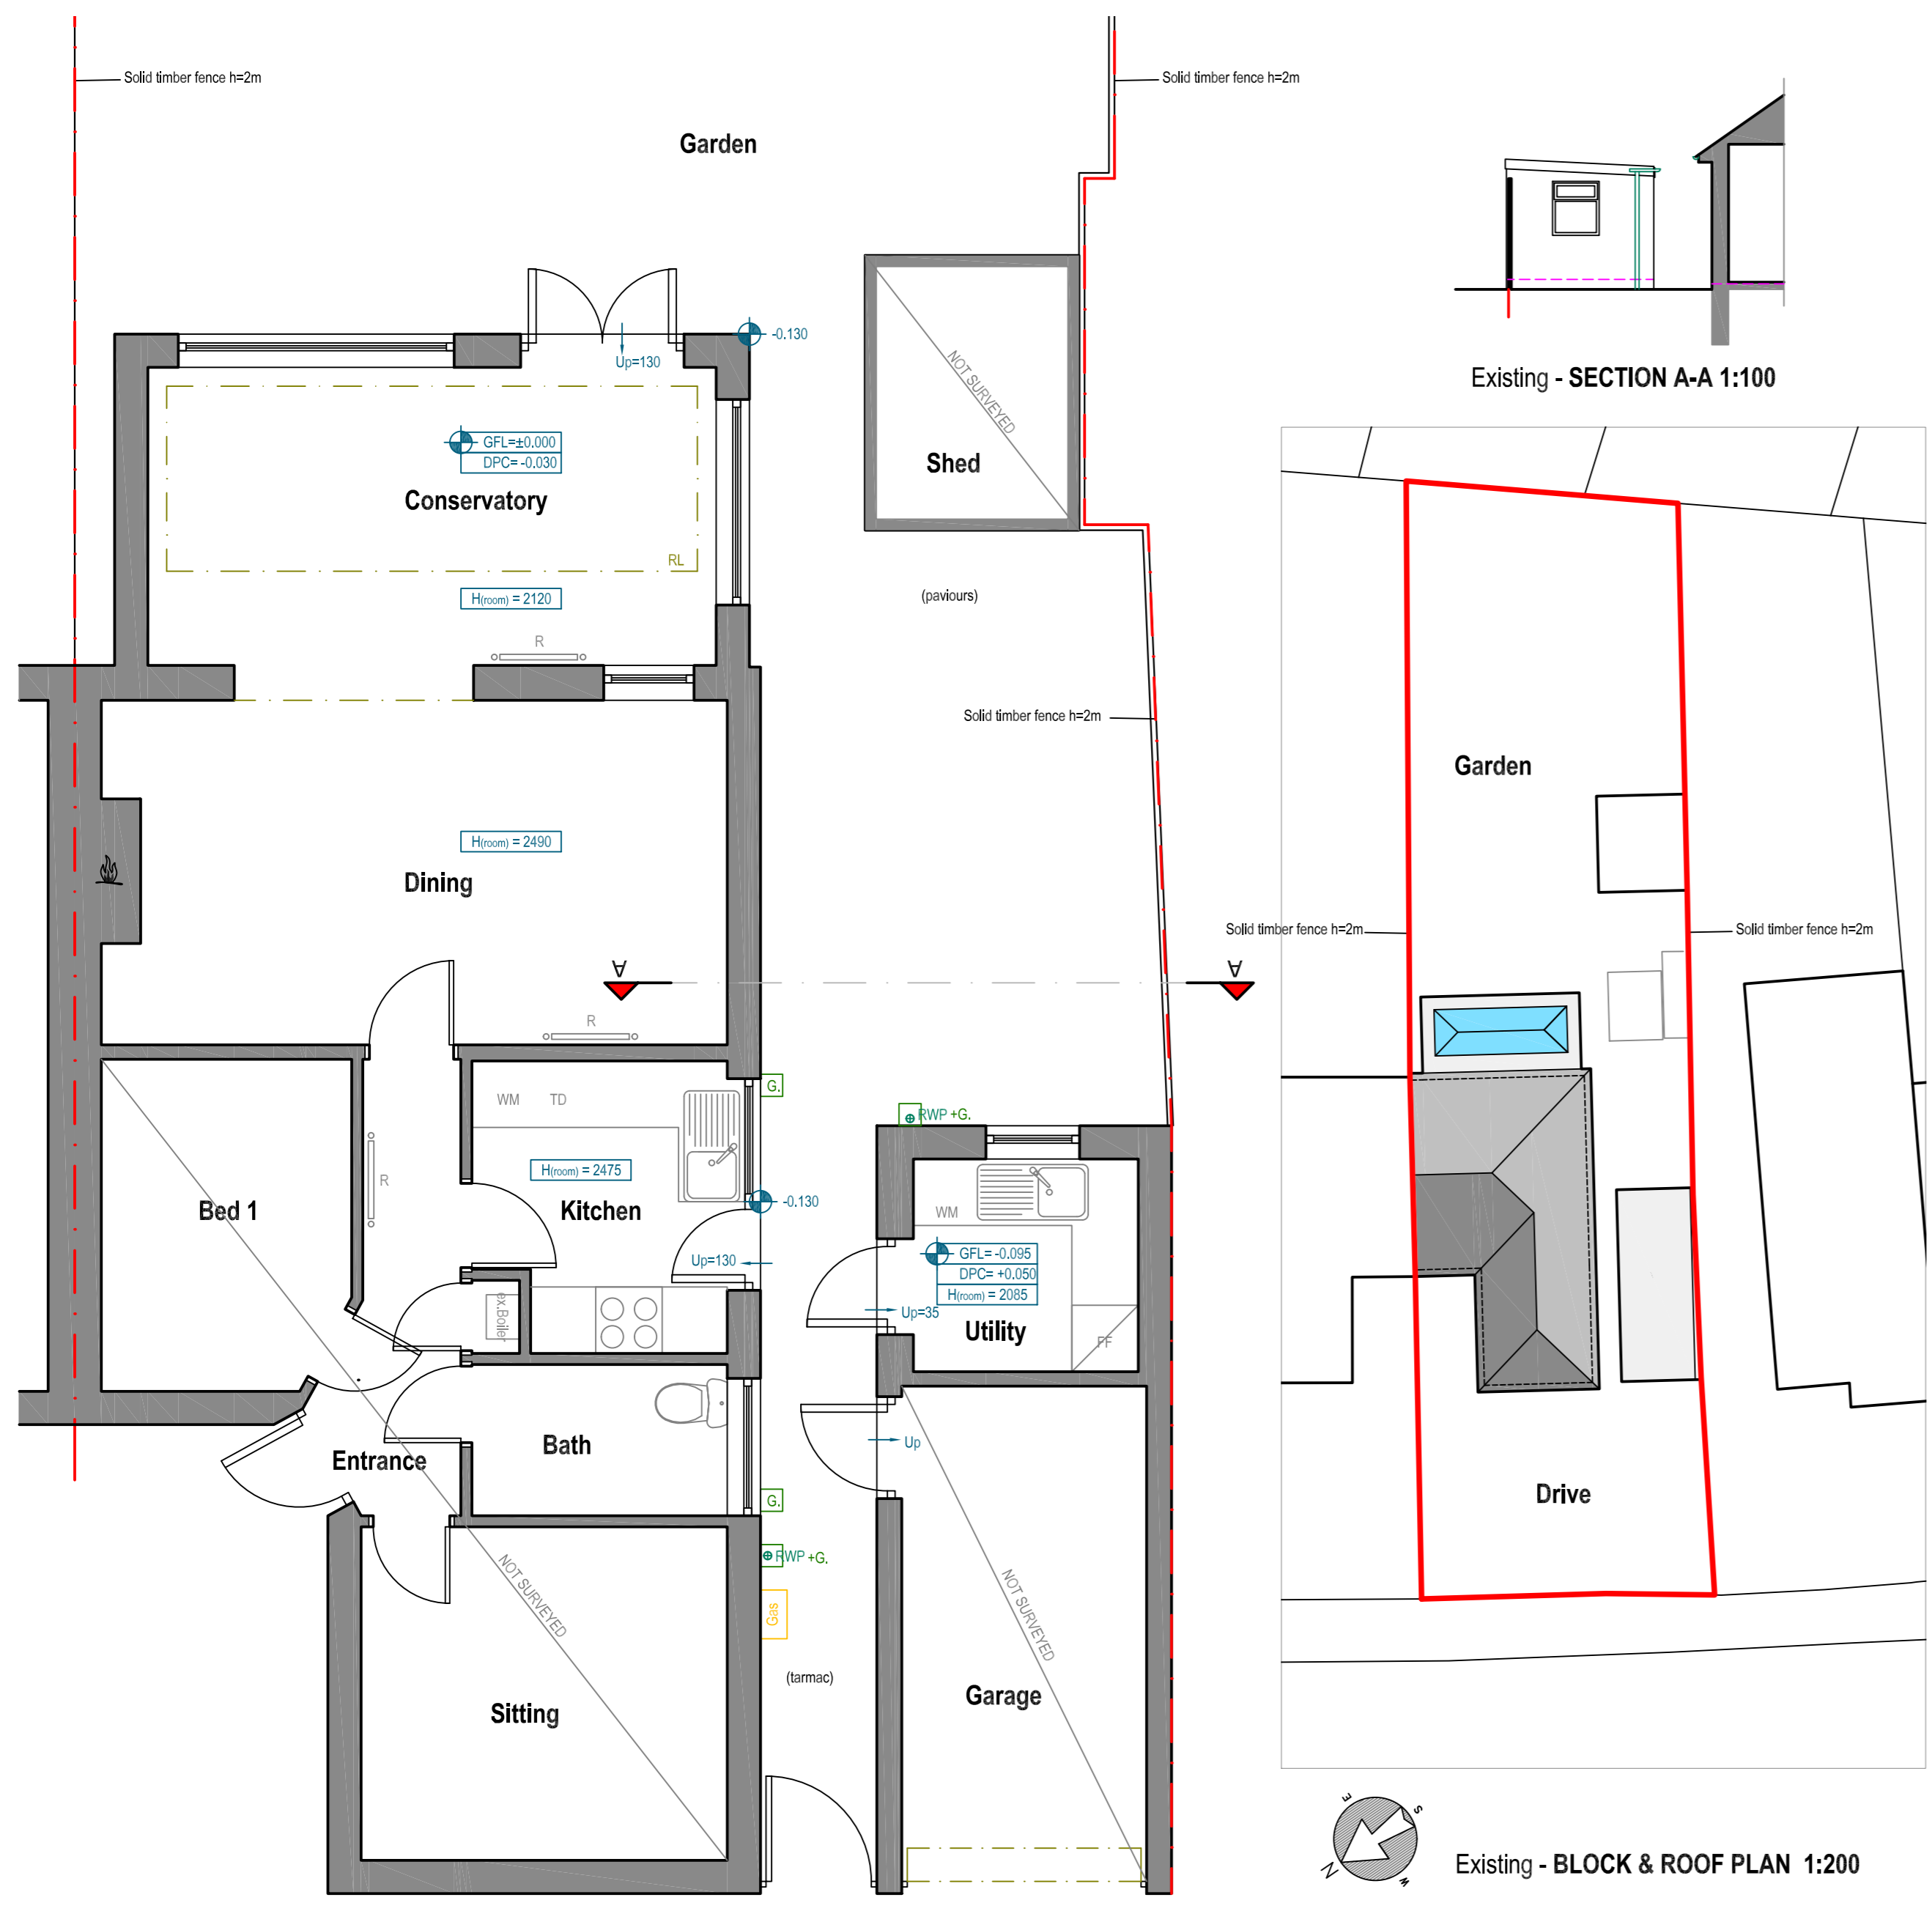 Solid timber fence h=2m
Solid timber fence h=2m
Garden
-0.130
Up=130
NOT SURVEYED
Shed
GFL=±0.000
DPC= -0.030
Conservatory
RL
H(room) = 2120
R
(paviours)
Solid timber fence h=2m
H(room) = 2490
Dining
A
A
R
G.
WM
TD
RWP +G.
H(room) = 2475
R
Bed 1
Kitchen
-0.130
WM
Up=130
GFL= -0.095
DPC= +0.050
H(room) = 2085
ex.Boiler
Up=35
Utility
FF
Entrance
Bath
Up
G.
RWP +G.
NOT SURVEYED
NOT SURVEYED
Gas
(tarmac)
Sitting
Garage
Existing - SECTION A-A 1:100
Garden
Solid timber fence h=2m
Solid timber fence h=2m
Drive
E
S
N
W
Existing - BLOCK & ROOF PLAN 1:200